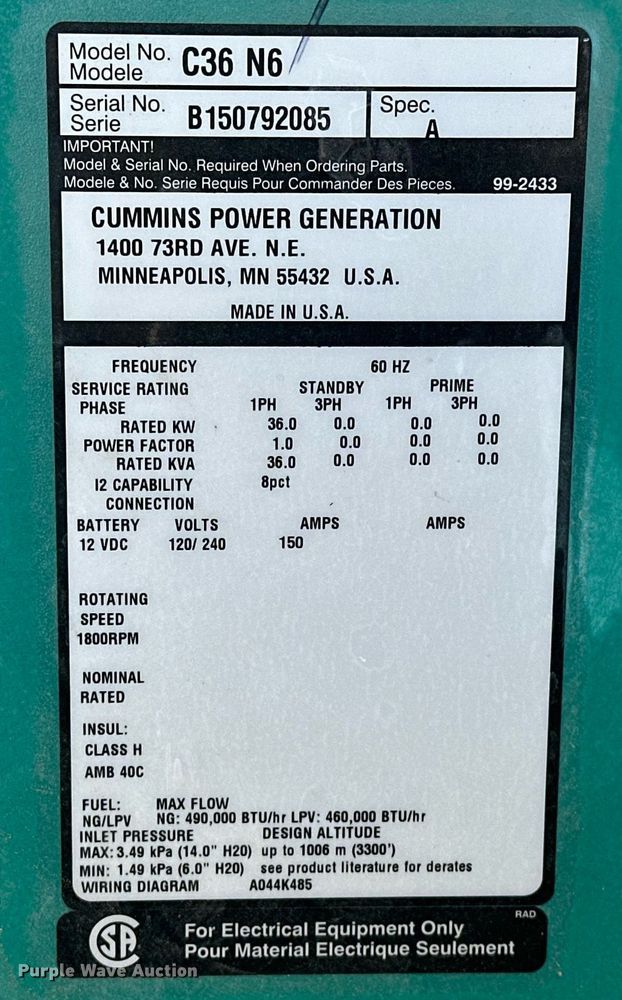 Model No. C36 N6
Modele
Serial No. B150792085 Spec.
Serie A
IMPORTANT!
Model & Serial No. Required When Ordering Parts.
Modele & No. Serie Requis Pour Commander Des Pieces. 99-2433
CUMMINS POWER GENERATION
1400 73RD AVE. N.E.
MINNEAPOLIS, MN 55432 U.S.A.
MADE IN U.S.A.
FREQUENCY 60 HZ
SERVICE RATING STANDBY PRIME
PHASE 1PH 3PH 1PH 3PH
RATED KW 36.0 0.0 0.0 0.0
POWER FACTOR 1.0 0.0 0.0 0.0
RATED KVA 36.0 0.0 0.0 0.0
I2 CAPABILITY 8pct
CONNECTION
BATTERY VOLTS AMPS AMPS
12 VDC 120/ 240 150
ROTATING
SPEED
1800RPM
NOMINAL
RATED
INSUL:
CLASS H
AMB 40C
FUEL: MAX FLOW
NG/LPV NG: 490,000 BTU/hr LPV: 460,000 BTU/hr
INLET PRESSURE DESIGN ALTITUDE
MAX: 3.49 kPa (14.0" H20) up to 1006 m (3300')
MIN: 1.49 kPa (6.0" H20) see product literature for derates
WIRING DIAGRAM A044K485
RAD
SA For Electrical Equipment Only
Pour Material Electrique Seulement
Purple Wave Auction